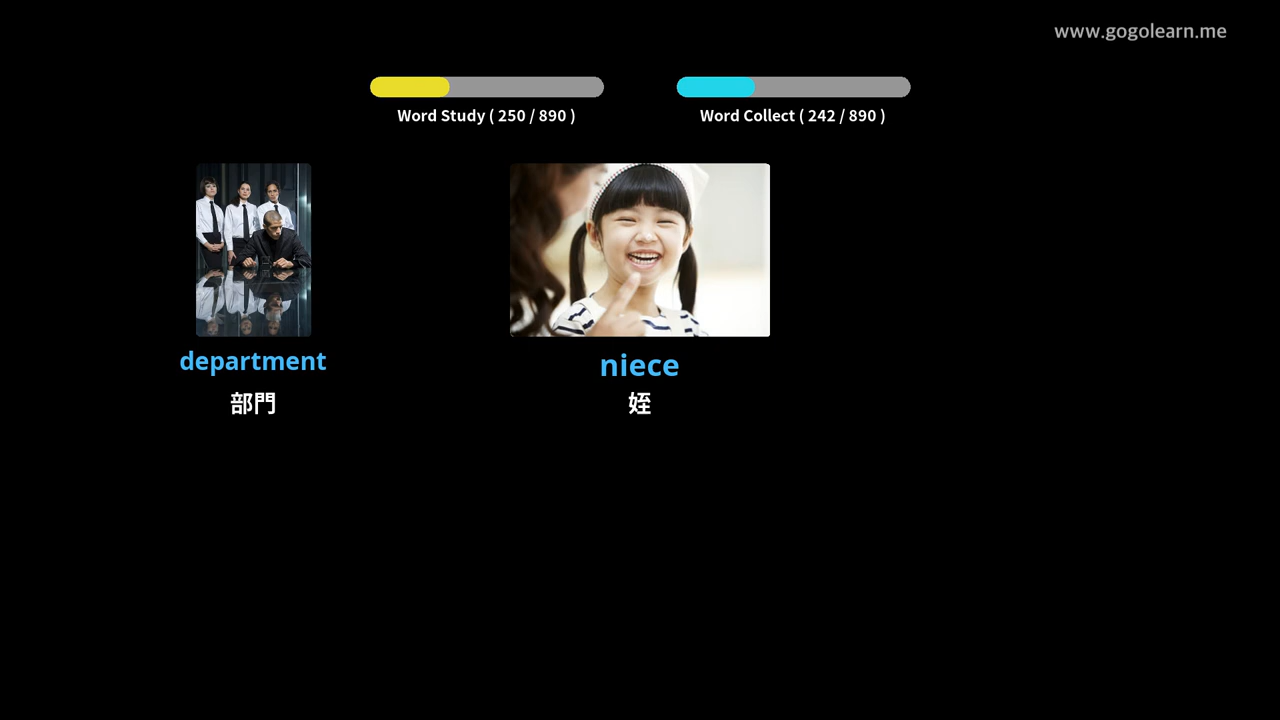 www.gogolearn.me
Word Study ( 250 / 890 )
Word Collect ( 242 / 890 )
department
部門
niece
姪